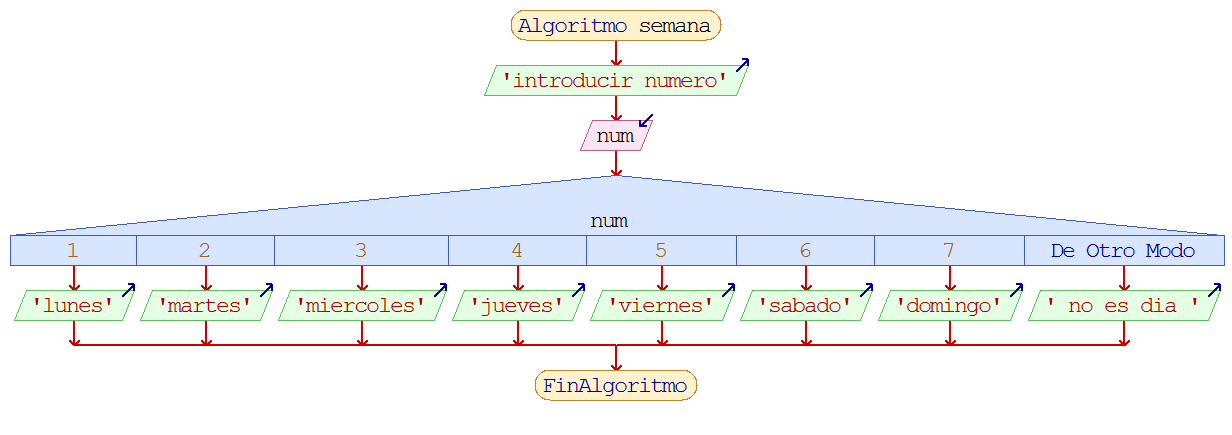 Algoritmo semana
'introducir numero'
num
num
1 2 3 4 5 6 7 De Otro Modo
'lunes' 'martes' 'miercoles' 'jueves' 'viernes' 'sabado' 'domingo' ' no es dia '
FinAlgoritmo